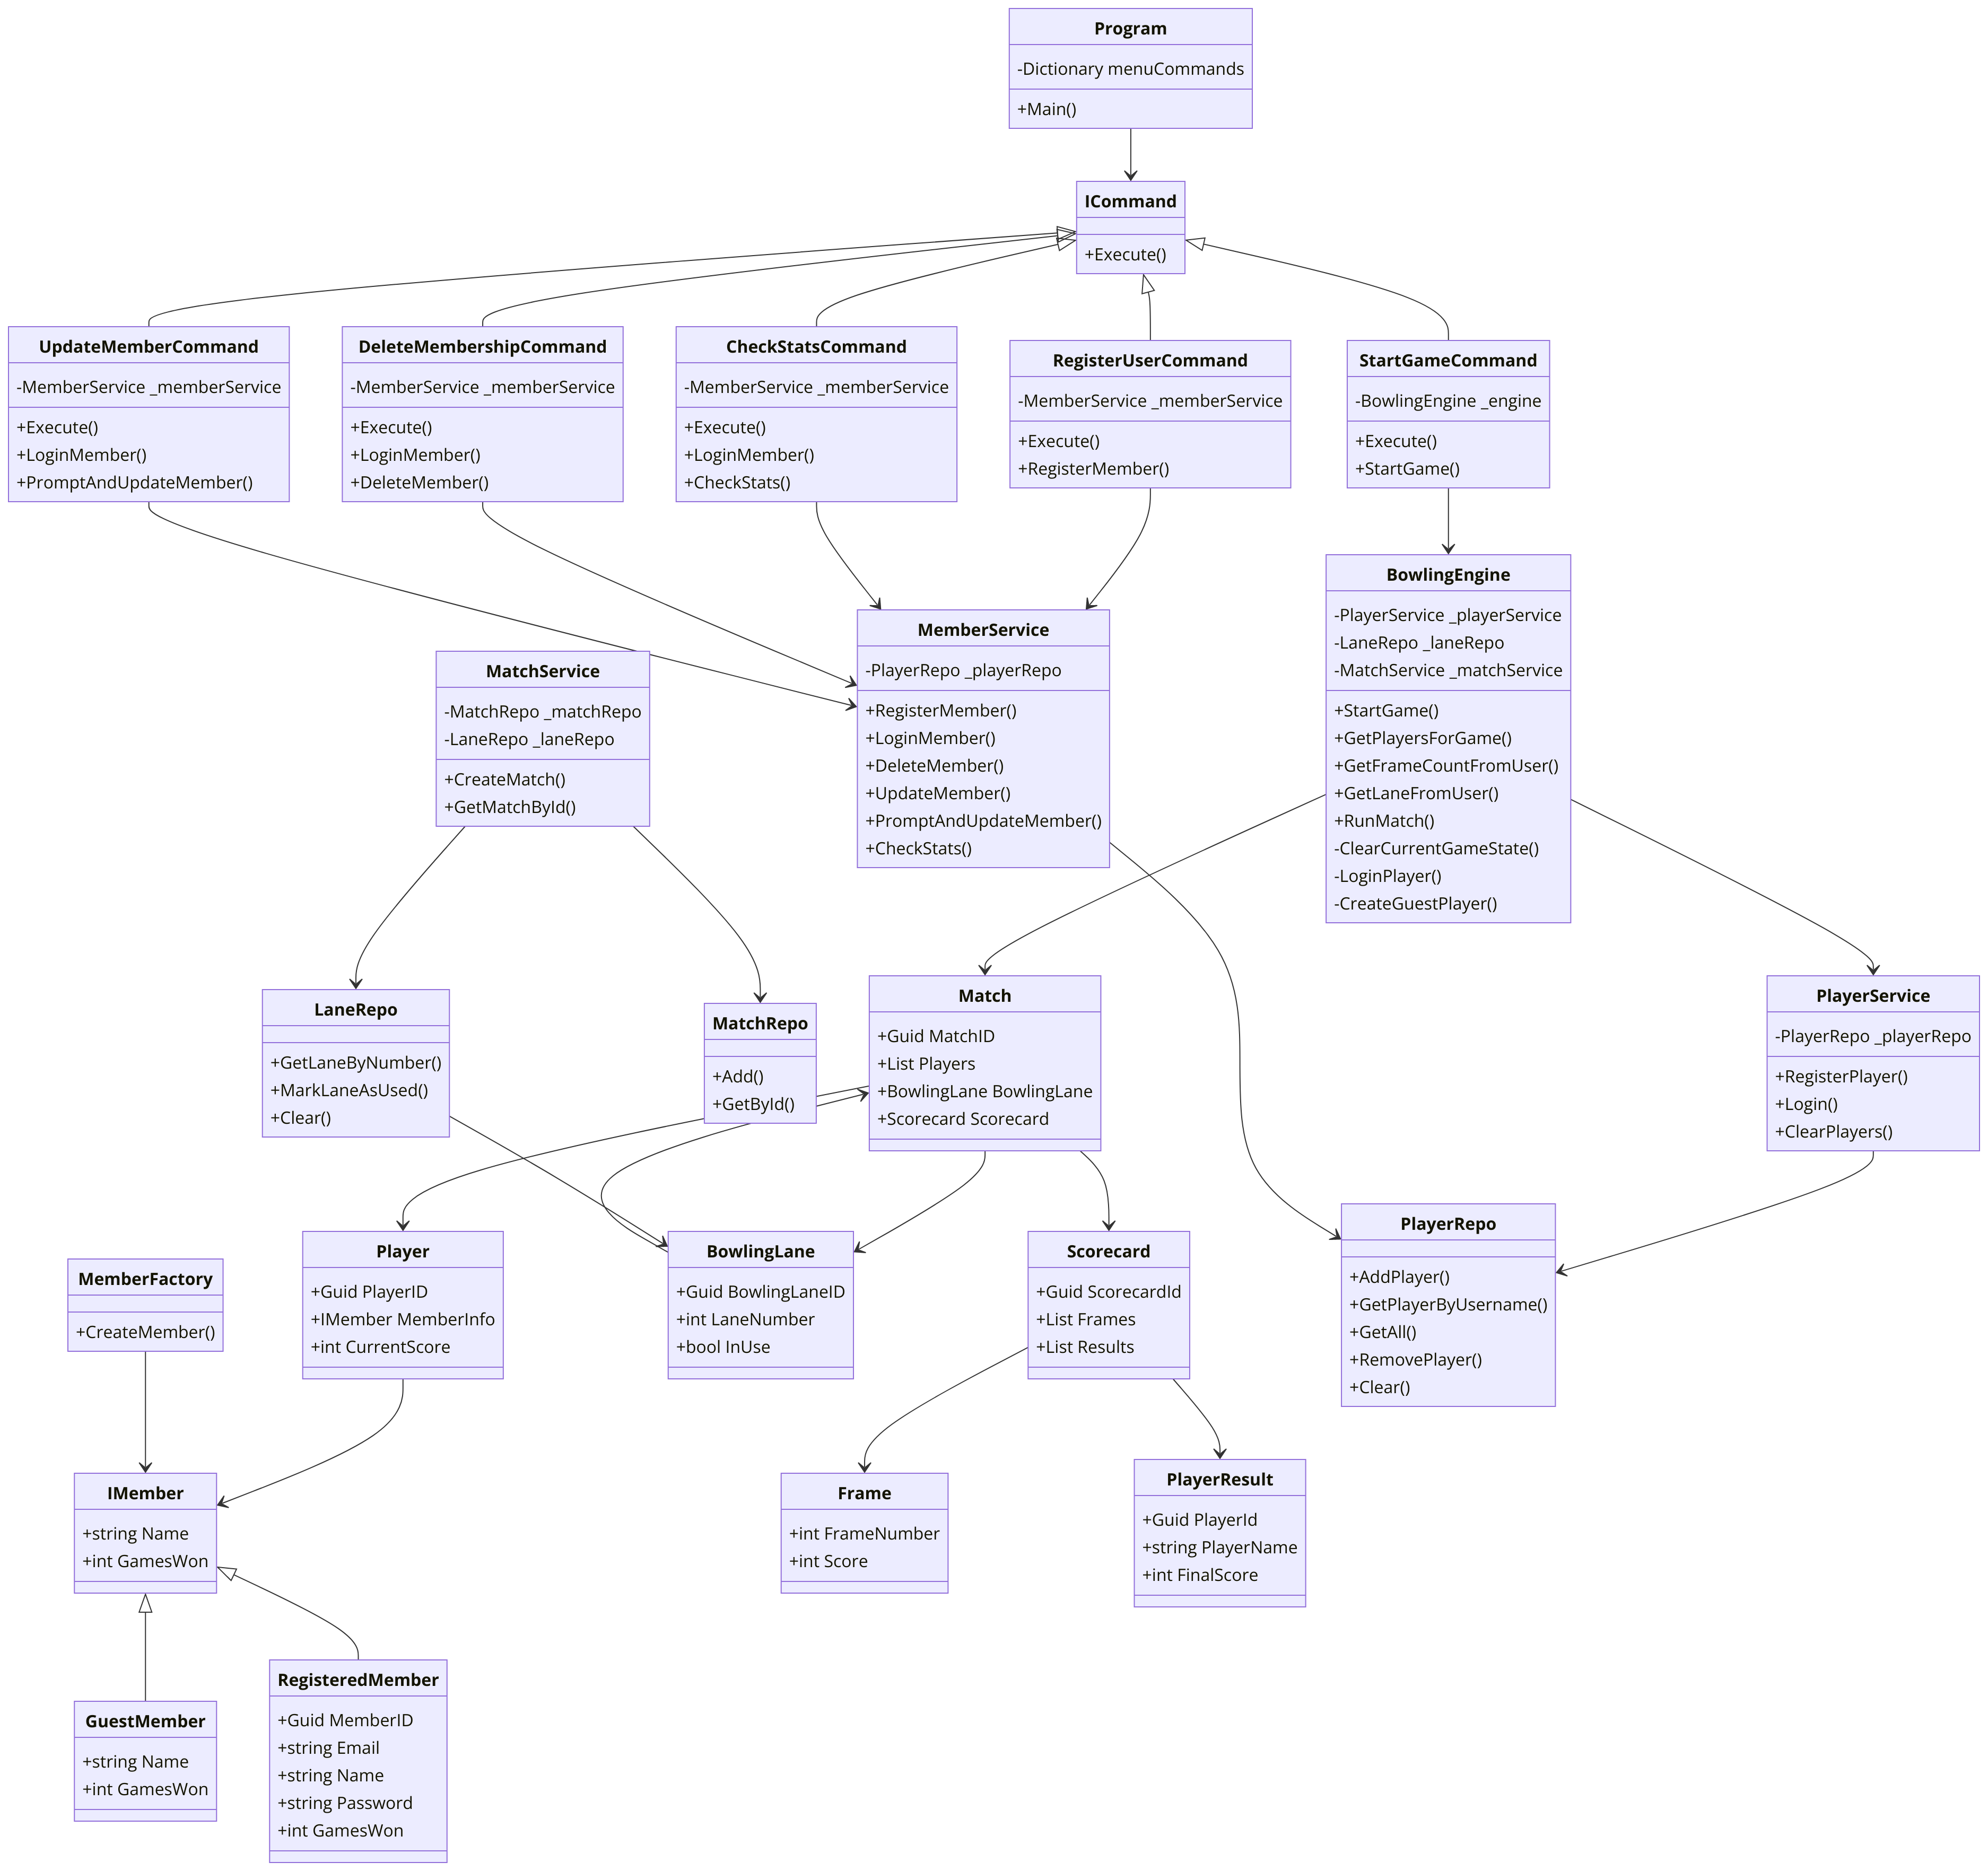 Program
-Dictionary menuCommands
+Main()
ICommand
+Execute()
UpdateMemberCommand
-MemberService _memberService
+Execute()
+LoginMember()
+PromptAndUpdateMember()
DeleteMembershipCommand
-MemberService _memberService
+Execute()
+LoginMember()
+DeleteMember()
CheckStatsCommand
-MemberService _memberService
+Execute()
+LoginMember()
+CheckStats()
RegisterUserCommand
-MemberService _memberService
+Execute()
+RegisterMember()
StartGameCommand
-BowlingEngine _engine
+Execute()
+StartGame()
MatchService
-MatchRepo _matchRepo
-LaneRepo _laneRepo
+CreateMatch()
+GetMatchById()
MemberService
-PlayerRepo _playerRepo
+RegisterMember()
+LoginMember()
+DeleteMember()
+UpdateMember()
+PromptAndUpdateMember()
+CheckStats()
BowlingEngine
-PlayerService _playerService
-LaneRepo _laneRepo
-MatchService _matchService
+StartGame()
+GetPlayersForGame()
+GetFrameCountFromUser()
+GetLaneFromUser()
+RunMatch()
-ClearCurrentGameState()
-LoginPlayer()
-CreateGuestPlayer()
LaneRepo
+GetLaneByNumber()
+MarkLaneAsUsed()
+Clear()
MatchRepo
+Add()
+GetById()
Match
+Guid MatchID
+List Players
+BowlingLane BowlingLane
+Scorecard Scorecard
PlayerService
-PlayerRepo _playerRepo
+RegisterPlayer()
+Login()
+ClearPlayers()
MemberFactory
+CreateMember()
Player
+Guid PlayerID
+IMember MemberInfo
+int CurrentScore
BowlingLane
+Guid BowlingLaneID
+int LaneNumber
+bool InUse
Scorecard
+Guid ScorecardId
+List Frames
+List Results
PlayerRepo
+AddPlayer()
+GetPlayerByUsername()
+GetAll()
+RemovePlayer()
+Clear()
IMember
+string Name
+int GamesWon
Frame
+int FrameNumber
+int Score
PlayerResult
+Guid PlayerId
+string PlayerName
+int FinalScore
GuestMember
+string Name
+int GamesWon
RegisteredMember
+Guid MemberID
+string Email
+string Name
+string Password
+int GamesWon